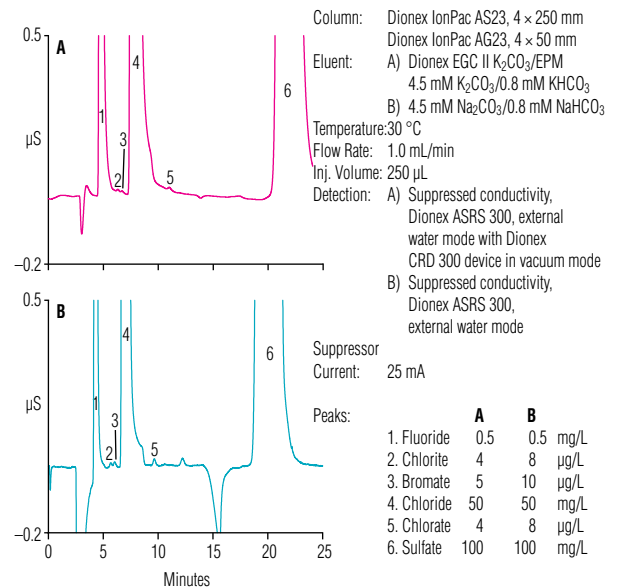 Column: Dionex IonPac AS23, 4 × 250 mm
Dionex IonPac AG23, 4 × 50 mm
Eluent: A) Dionex EGC II K₂CO₃/EPM
4.5 mM K₂CO₃/0.8 mM KHCO₃
B) 4.5 mM Na₂CO₃/0.8 mM NaHCO₃
Temperature: 30 °C
Flow Rate: 1.0 mL/min
Inj. Volume: 250 µL
Detection: A) Suppressed conductivity,
Dionex ASRS 300, external
water mode with Dionex
CRD 300 device in vacuum mode
B) Suppressed conductivity,
Dionex ASRS 300,
external water mode
Suppressor
Current: 25 mA
Peaks: A B
1. Fluoride 0.5 0.5 mg/L
2. Chlorite 4 8 µg/L
3. Bromate 5 10 µg/L
4. Chloride 50 50 mg/L
5. Chlorate 4 8 µg/L
6. Sulfate 100 100 mg/L
0.5
A
µS
−0.2
1
2
3
4
5
6
0.5
B
µS
−0.2
1
2
3
4
5
6
0 5 10 15 20 25
Minutes